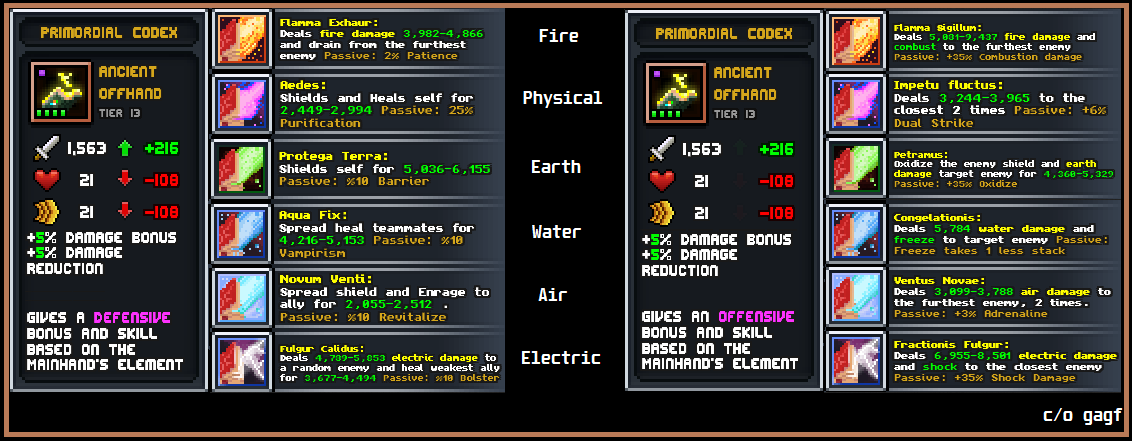 PRIMORDIAL CODEX
ANCIENT
OFFHAND
TIER 13
1,563 +216
21 -108
21 -108
+5% DAMAGE BONUS
+5% DAMAGE
REDUCTION
GIVES A DEFENSIVE
BONUS AND SKILL
BASED ON THE
MAINHAND'S ELEMENT
Flamma Exhaur:
Deals fire damage 3,982-4,866
and drain from the furthest
enemy Passive: 2% Patience
Aedes:
Shields and Heals self for
2,449-2,994 Passive: 25%
Purification
Protega Terra:
Shields self for 5,036-6,155
Passive: %10 Barrier
Aqua Fix:
Spread heal teammates for
4,216-5,153 Passive: %10
Vampirism
Novum Venti:
Spread shield and Enrage to
ally for 2,055-2,512 .
Passive: %10 Revitalize
Fulgur Calidus:
Deals 4,789-5,853 electric damage to
a random enemy and heal weakest ally
for 3,677-4,494 Passive: %10 Bolster
Fire
Physical
Earth
Water
Air
Electric
PRIMORDIAL CODEX
ANCIENT
OFFHAND
TIER 13
1,563 +216
21 -108
21 -108
+5% DAMAGE BONUS
+5% DAMAGE
REDUCTION
GIVES AN OFFENSIVE
BONUS AND SKILL
BASED ON THE
MAINHAND'S ELEMENT
Flamma Sigillum:
Deals fire damage and
combust to the furthest enemy
Passive: +35% Combustion damage
Impetu fluctus:
Deals 3,244-3,965 to the
closest 2 times Passive: +6%
Dual Strike
Petramus:
Oxidize the enemy shield and earth
damage target enemy for 4,360-5,329
Passive: +35% Oxidize
Congelationis:
Deals 5,784 water damage and
freeze to target enemy Passive:
Freeze takes 1 less stack
Ventus Novae:
Deals 3,099-3,788 air damage to
the furthest enemy, 2 times.
Passive: +3% Adrenaline
Fractionis Fulgur:
Deals 6,955-8,501 electric damage
and shock to the closest enemy
Passive: +35% Shock Damage
c/o gagf